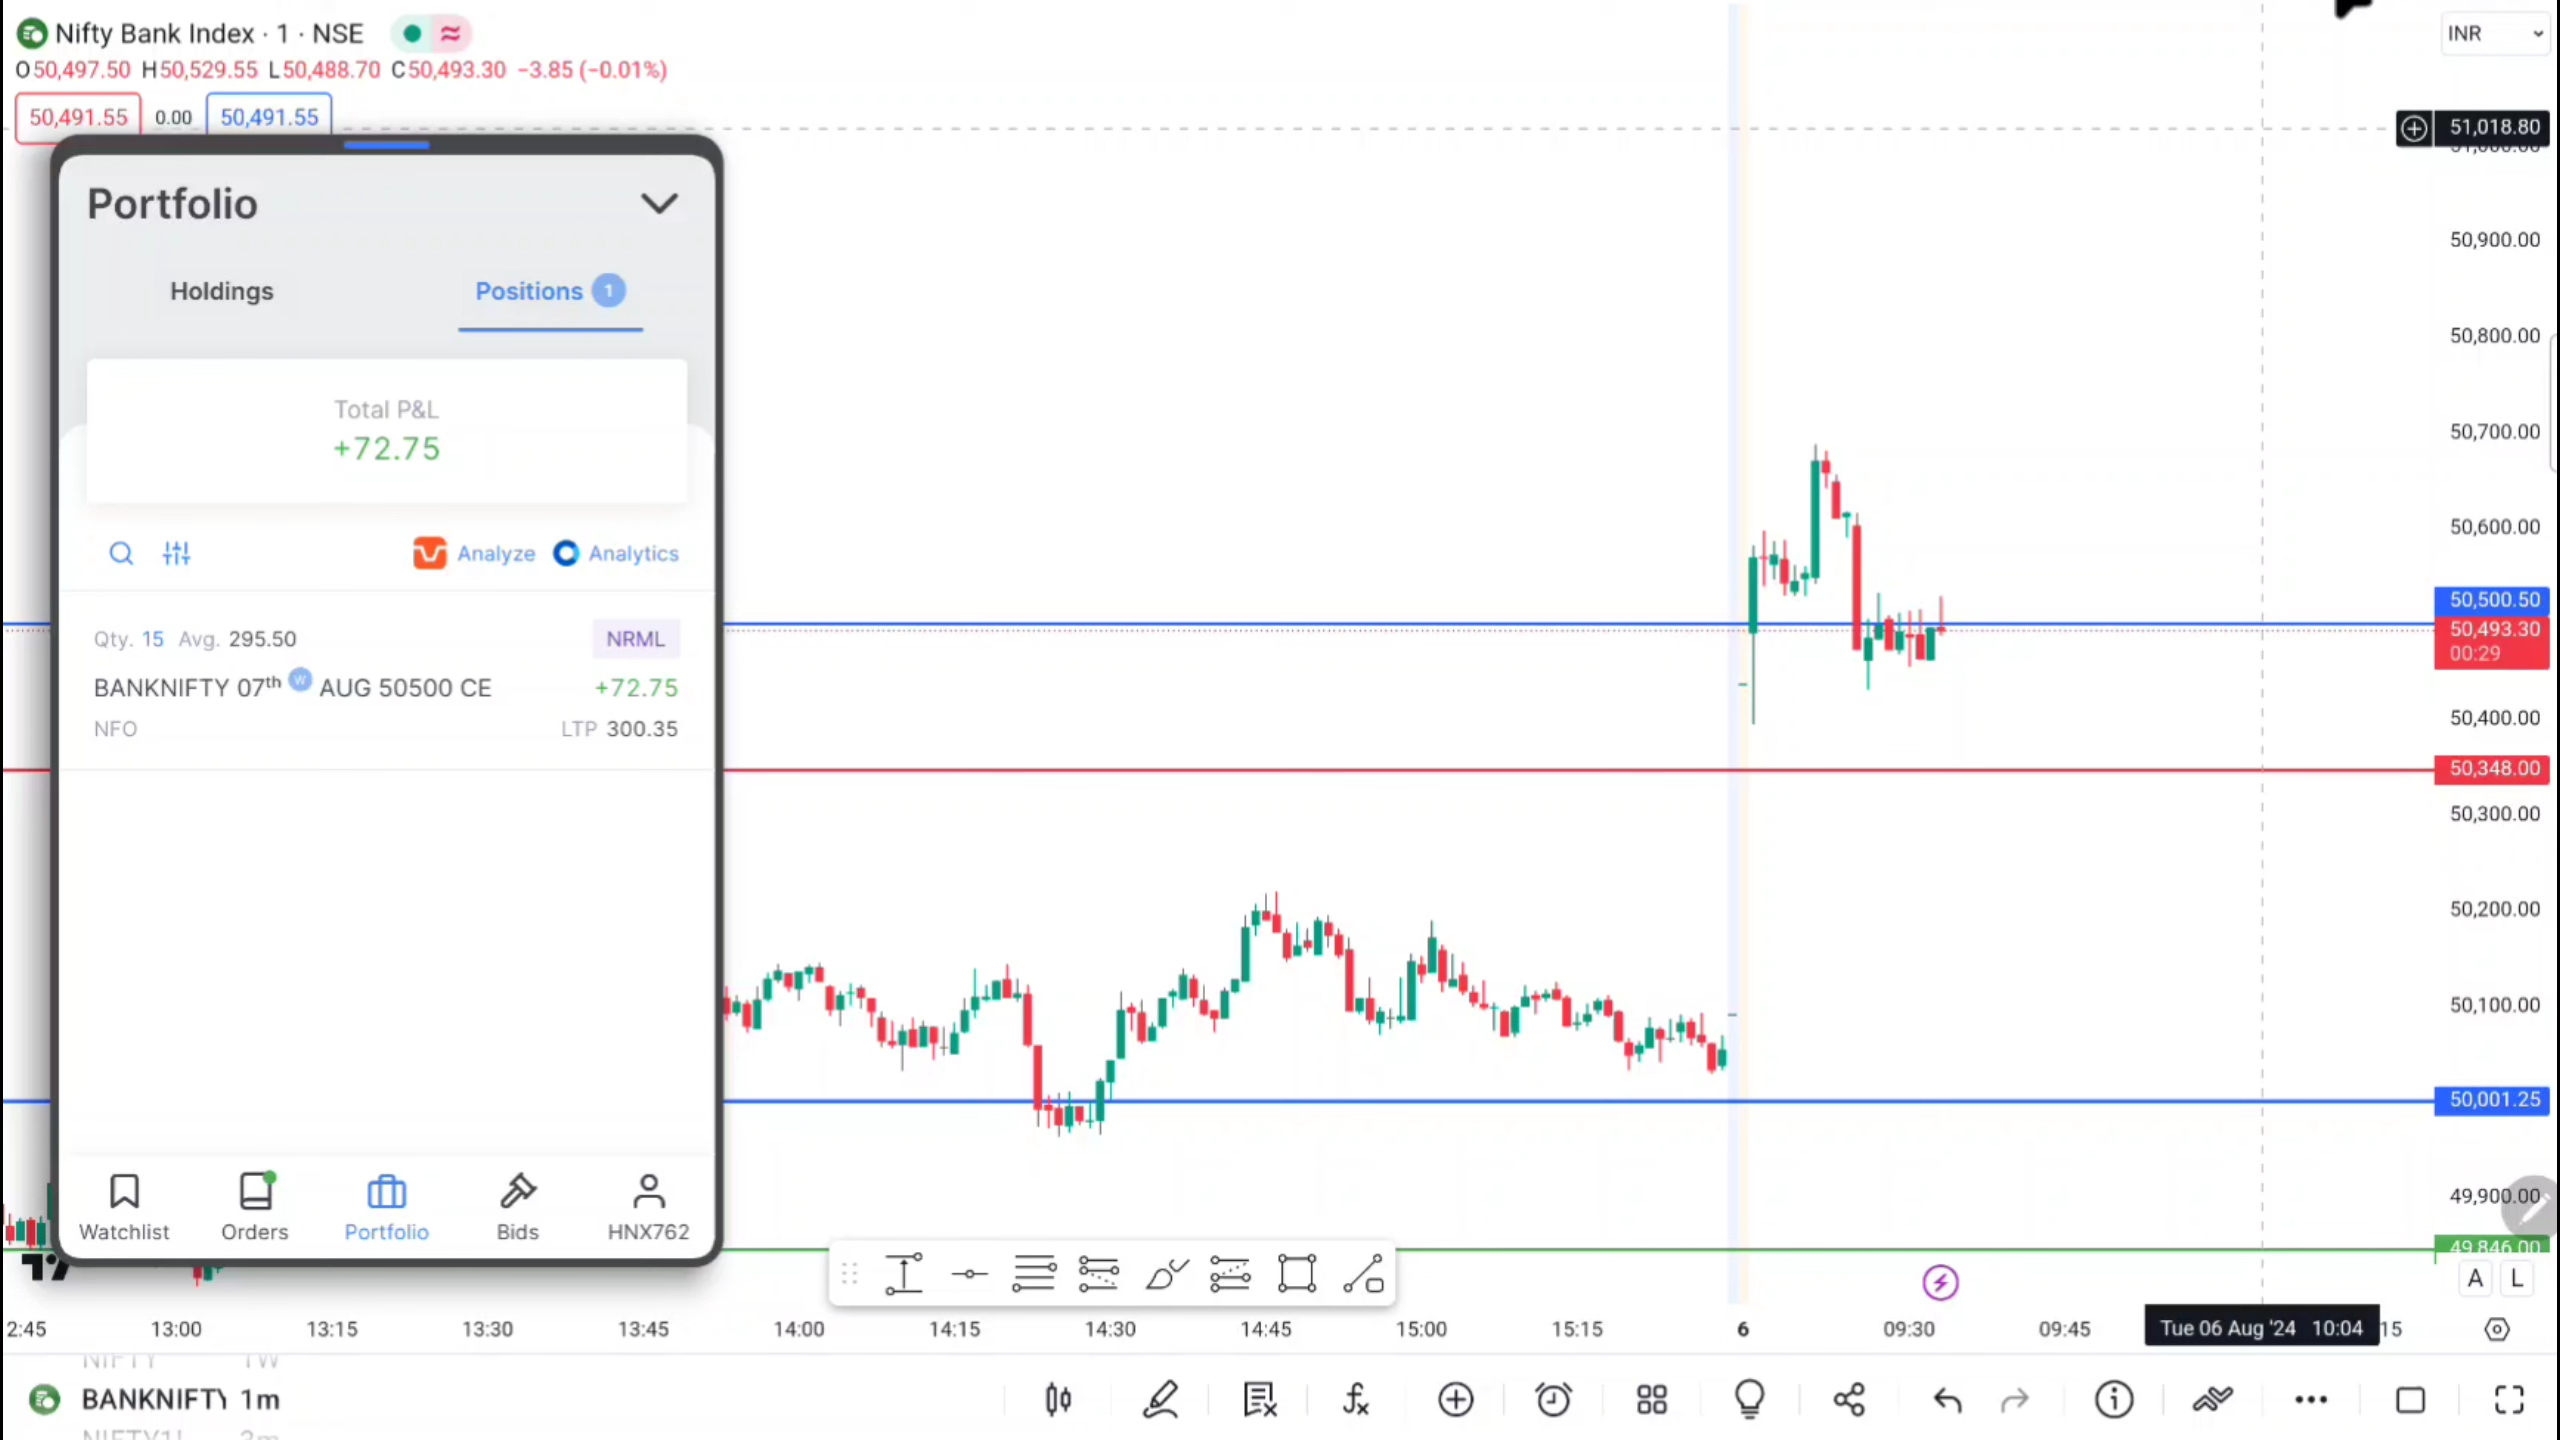 Nifty Bank Index · 1 · NSE
O50,497.50 H50,529.55 L50,488.70 C50,493.30 −3.85 (−0.01%)
50,491.55 0.00 50,491.55
INR
Portfolio
Holdings Positions 1
Total P&L
+72.75
Analyze Analytics
Qty. 15 Avg. 295.50 NRML
BANKNIFTY 07th W AUG 50500 CE +72.75
NFO LTP 300.35
Watchlist Orders Portfolio Bids HNX762
51,018.80
51,000.00
50,900.00
50,800.00
50,700.00
50,600.00
50,500.50
50,493.30
00:29
50,400.00
50,348.00
50,300.00
50,200.00
50,100.00
50,001.25
49,900.00
49,846.00
A L
2:45 13:00 13:15 13:30 13:45 14:00 14:15 14:30 14:45 15:00 15:15 6 09:30 09:45 Tue 06 Aug '24 10:04 15
NIFTY 1W
BANKNIFTY 1m